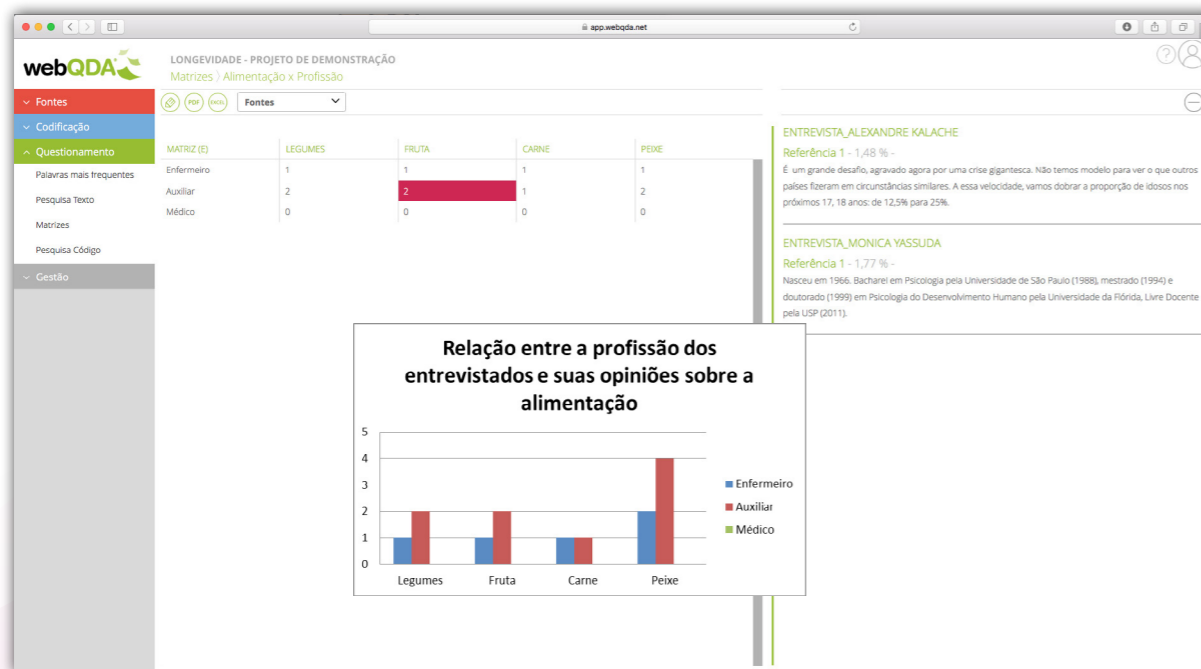 app.webqda.net
webQDA
LONGEVIDADE - PROJETO DE DEMONSTRAÇÃO
Matrizes 〉Alimentação x Profissão
Fontes
Codificação
Questionamento
Palavras mais frequentes
Pesquisa Texto
Matrizes
Pesquisa Código
Gestão
PDF
EXCEL
Fontes
MATRIZ (E) LEGUMES FRUTA CARNE PEIXE
Enfermeiro 1 1 1 1
Auxiliar 2 2 1 2
Médico 0 0 0 0
ENTREVISTA_ALEXANDRE KALACHE
Referência 1 - 1,48 % -
É um grande desafio, agravado agora por uma crise gigantesca. Não temos modelo para ver o que outros
países fizeram em circunstâncias similares. A essa velocidade, vamos dobrar a proporção de idosos nos
próximos 17, 18 anos: de 12,5% para 25%.
ENTREVISTA_MONICA YASSUDA
Referência 1 - 1,77 % -
Nasceu em 1966. Bacharel em Psicologia pela Universidade de São Paulo (1988), mestrado (1994) e
doutorado (1999) em Psicologia do Desenvolvimento Humano pela Universidade da Flórida, Livre Docente
pela USP (2011).
Relação entre a profissão dos
entrevistados e suas opiniões sobre a
alimentação
5
4
3
2
1
0
Legumes Fruta Carne Peixe
Enfermeiro
Auxiliar
Médico